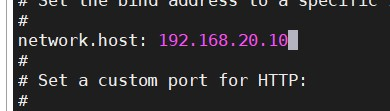 # Set the bind address to a specific
#
network.host: 192.168.20.10
#
# Set a custom port for HTTP:
#